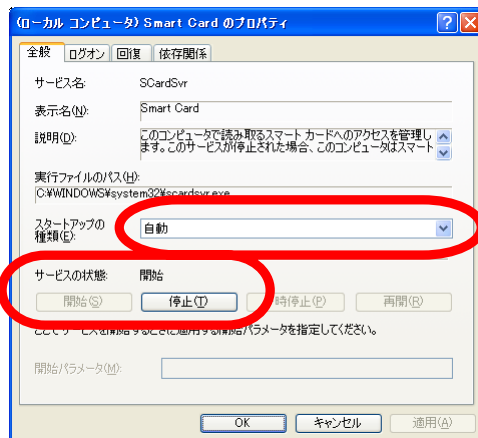 (ローカル コンピュータ) Smart Card のプロパティ
全般 ログオン 回復 依存関係
サービス名: SCardSvr
表示名(N): Smart Card
説明(D): このコンピュータで読み取るスマート カードへのアクセスを管理し
ます。このサービスが停止された場合、このコンピュータはスマート
実行ファイルのパス(H):
C:¥WINDOWS¥system32¥scardsvr.exe
スタートアップの
種類(E): 自動
サービスの状態: 開始
開始(S) 停止(T) 時停止(P) 再開(R)
ここでサービスを開始するときに適用する開始パラメータを指定してください。
開始パラメータ(M):
OK キャンセル 適用(A)